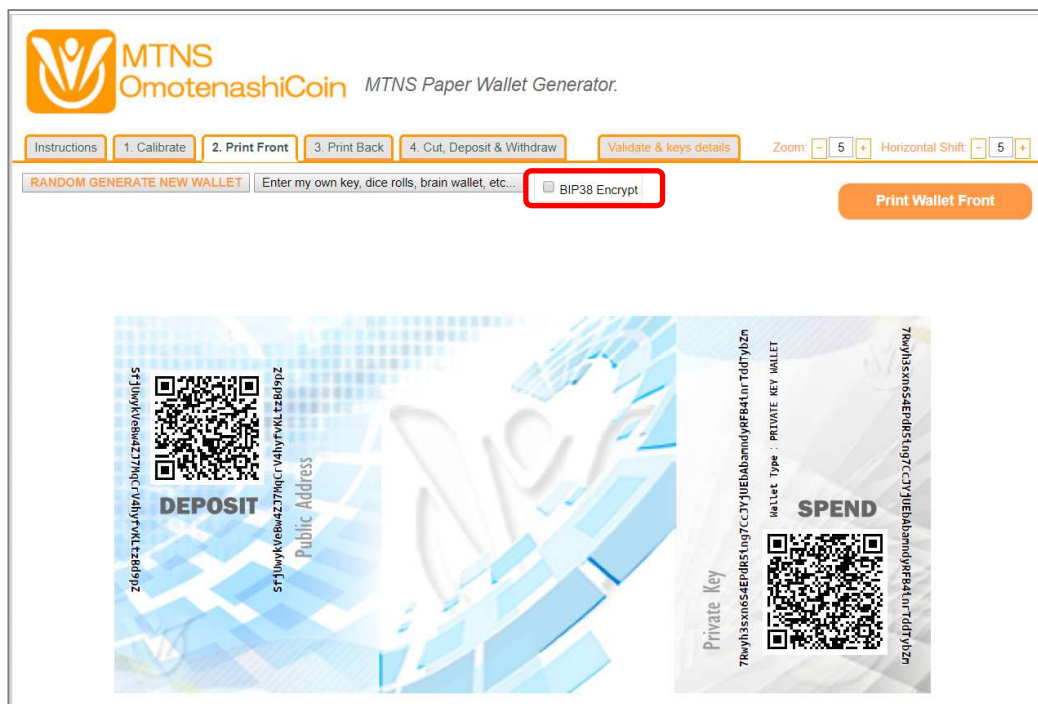 MTNS
OmotenashiCoin MTNS Paper Wallet Generator.
Instructions 1. Calibrate 2. Print Front 3. Print Back 4. Cut, Deposit & Withdraw Validate & keys details Zoom: - 5 + Horizontal Shift: - 5 +
RANDOM GENERATE NEW WALLET Enter my own key, dice rolls, brain wallet, etc... BIP38 Encrypt
Print Wallet Front
SfjUwykVeBw4ZJ7MqCrV4hyfvKLtzBd9pZ
DEPOSIT
SfjUwykVeBw4ZJ7MqCrV4hyfvKLtzBd9pZ
Public Address
Private Key
Wallet Type : PRIVATE KEY WALLET
SPEND